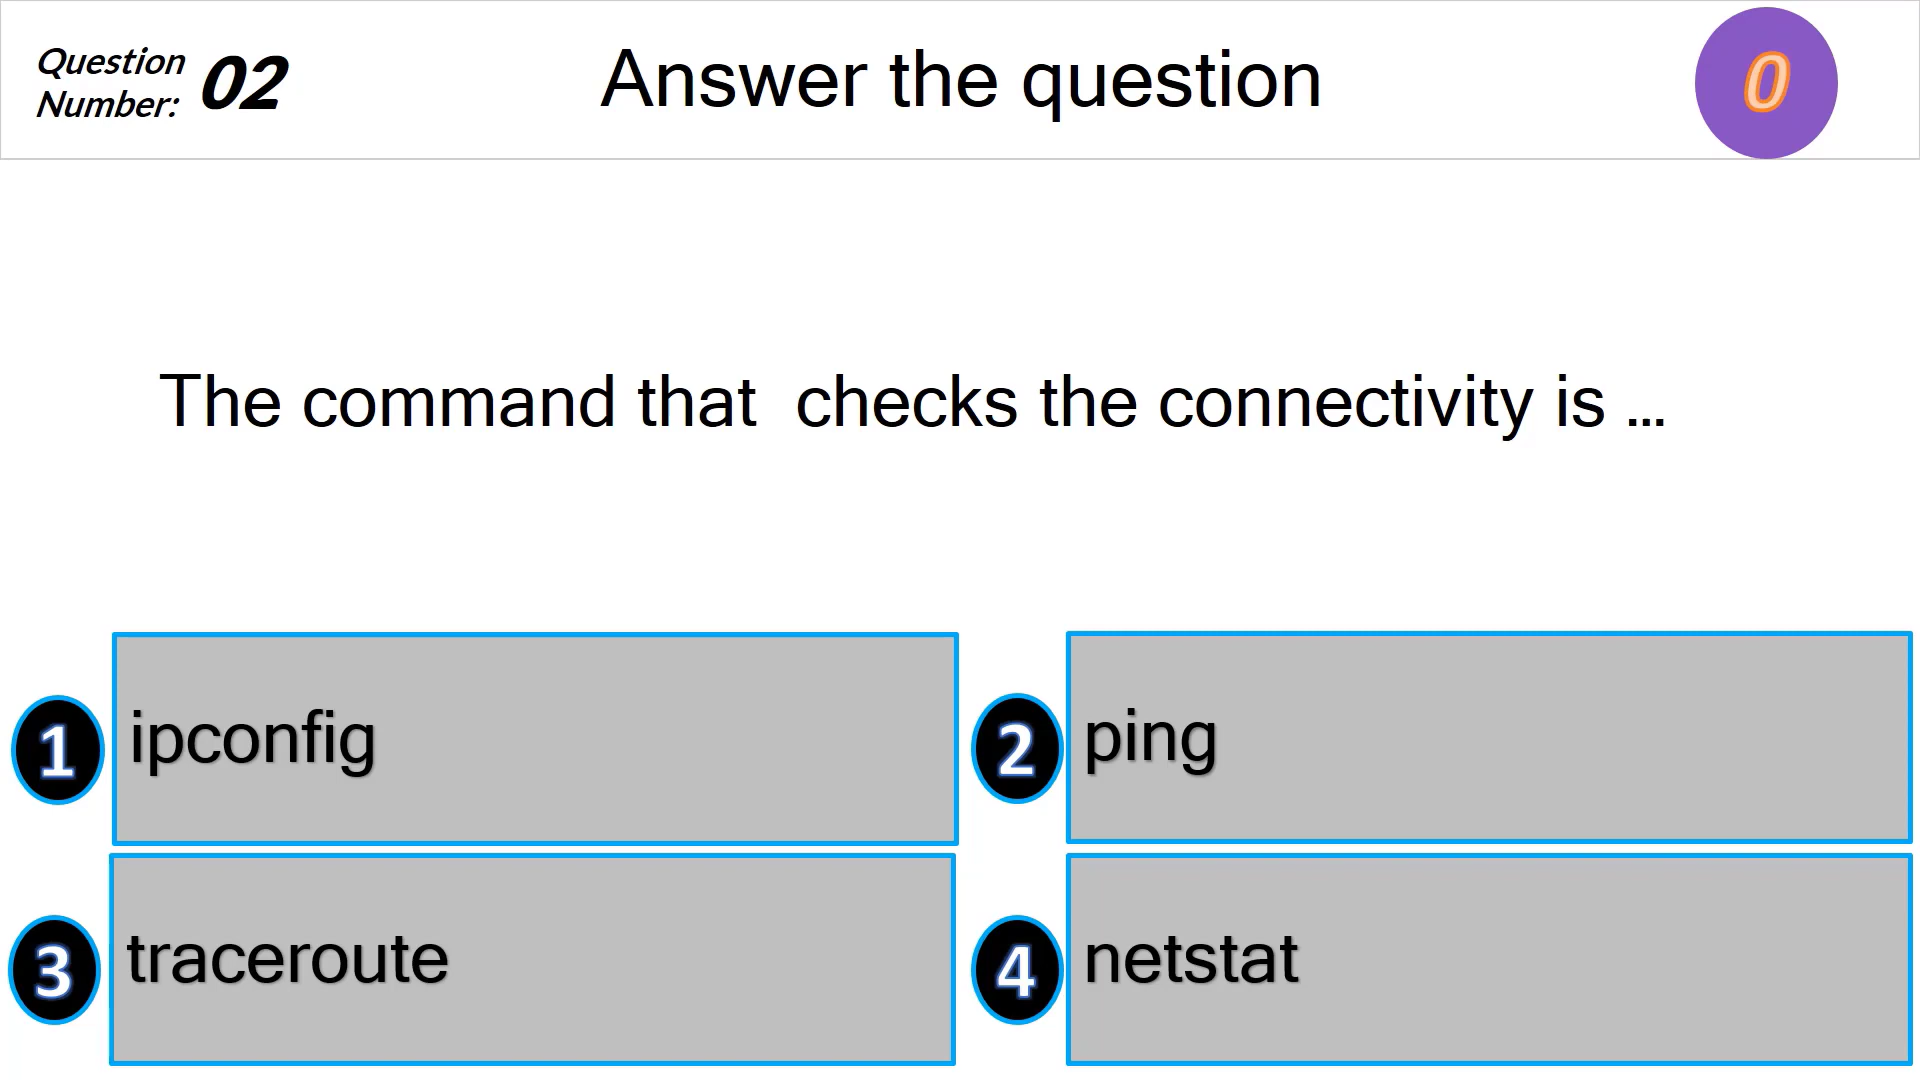 Question
Number:
02
Answer the question
0
The command that  checks the connectivity is ...
1
ipconfig
2
ping
3
traceroute
4
netstat